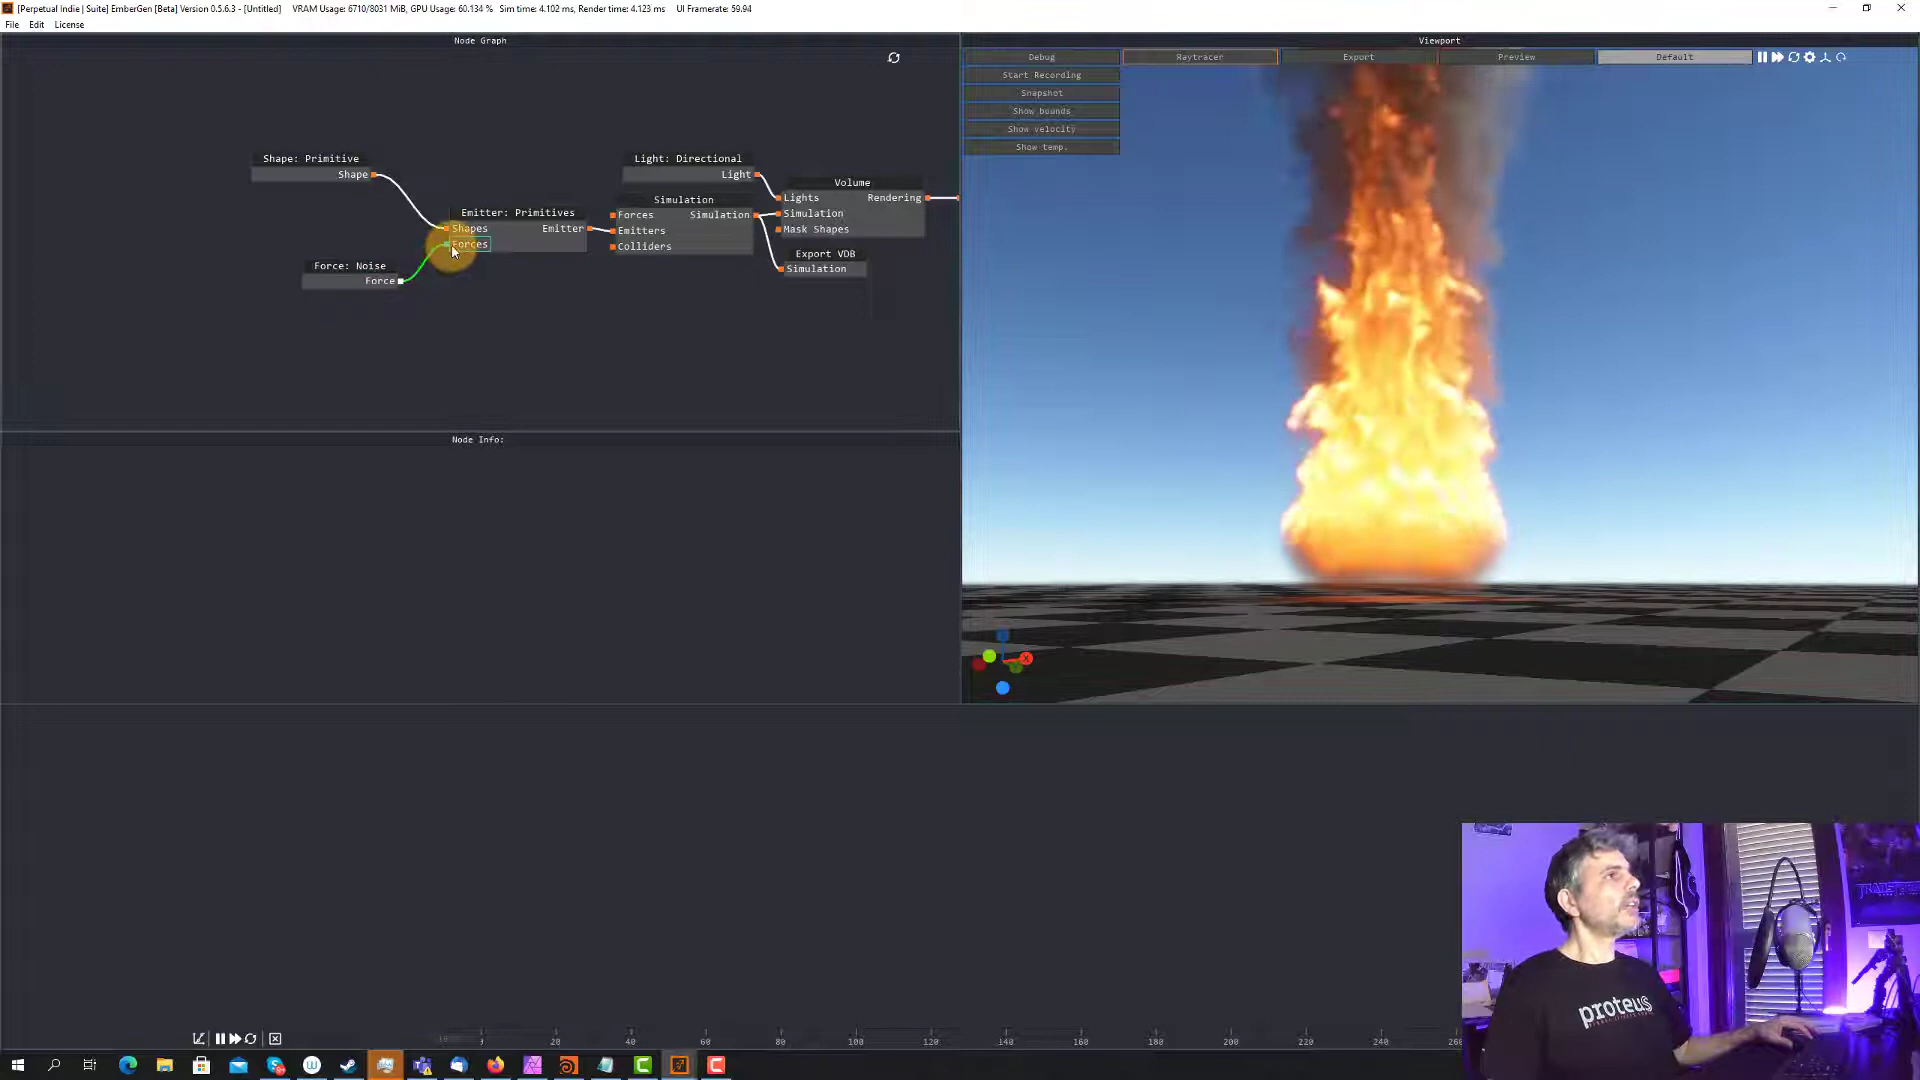 [Perpetual Indie | Suite] EmberGen [Beta] Version 0.5.6.3 - [Untitled] VRAM Usage: 6710/8031 MiB, GPU Usage: 60.134 % Sim time: 4.102 ms, Render time: 4.123 ms UI Framerate: 59.94
File Edit License
Node Graph
Shape: Primitive
Shape
Emitter: Primitives
Shapes Emitter
Forces
Force: Noise
Force
Light: Directional
Light
Simulation
Forces Simulation
Emitters
Colliders
Volume
Lights Rendering
Simulation
Mask Shapes
Export VDB
Simulation
Node Info:
Viewport
Debug Raytracer Export Preview Default
Start Recording
Snapshot
Show bounds
Show velocity
Show temp.
X
20 40 60 80 100 120 140 160 180 200 220 240
proteus